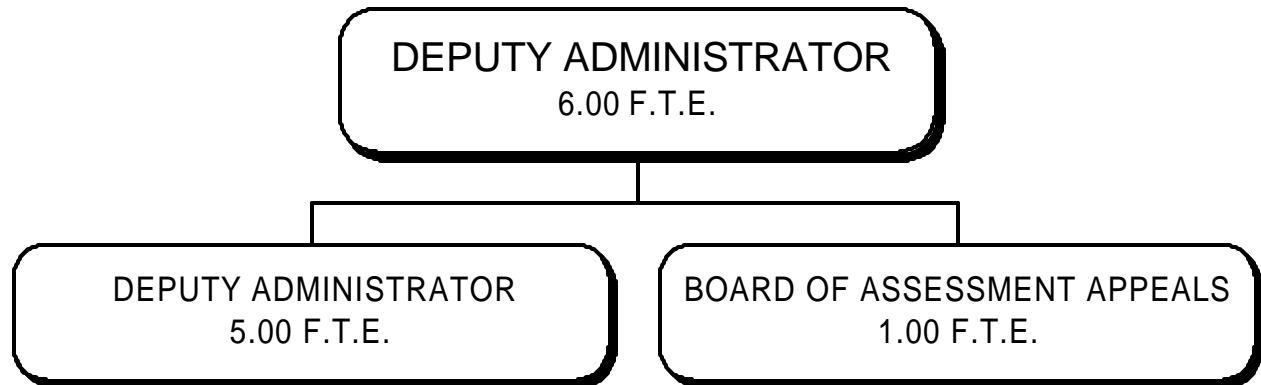 DEPUTY ADMINISTRATOR
6.00 F.T.E.
DEPUTY ADMINISTRATOR
5.00 F.T.E.
BOARD OF ASSESSMENT APPEALS
1.00 F.T.E.